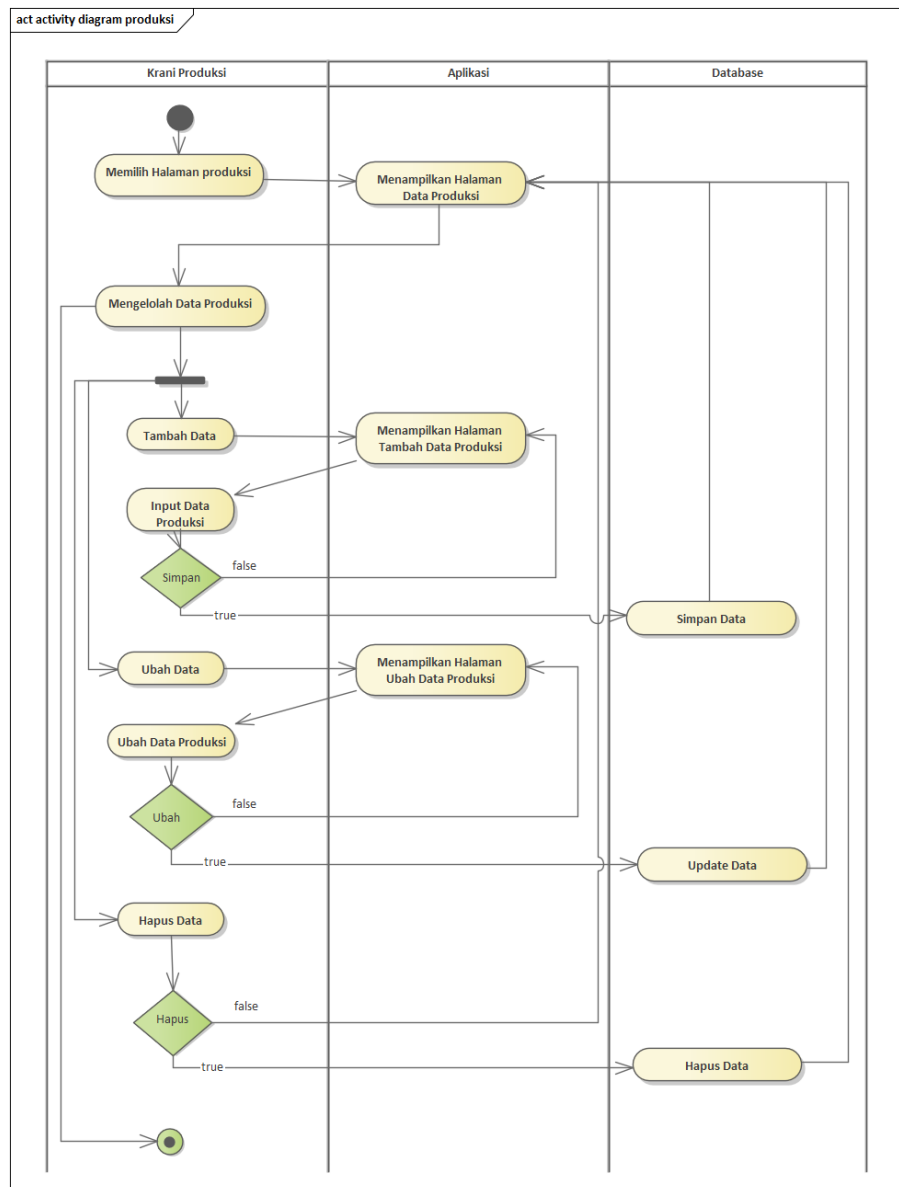 act activity diagram produksi
Krani Produksi
Aplikasi
Database
Memilih Halaman produksi
Menampilkan Halaman
Data Produksi
Mengelolah Data Produksi
Tambah Data
Menampilkan Halaman
Tambah Data Produksi
Input Data
Produksi
Simpan
false
true
Simpan Data
Ubah Data
Menampilkan Halaman
Ubah Data Produksi
Ubah Data Produksi
Ubah
false
true
Update Data
Hapus Data
Hapus
false
true
Hapus Data